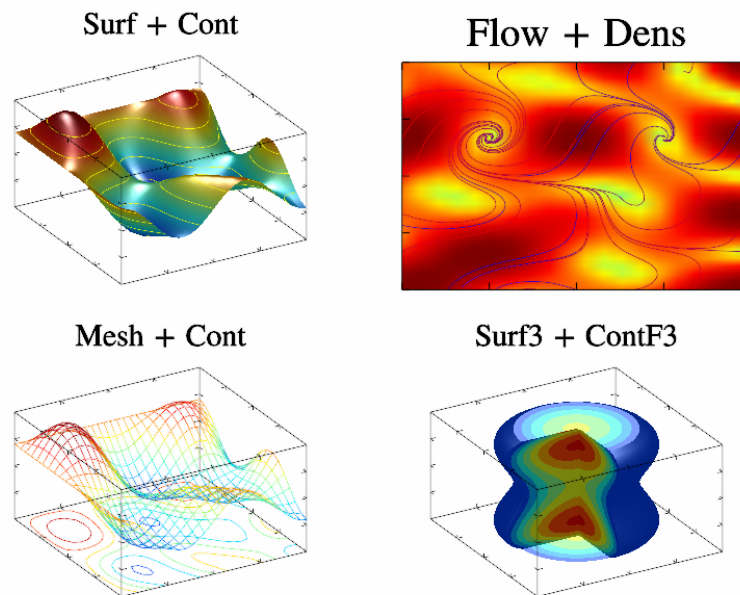 Surf + Cont
Flow + Dens
Mesh + Cont
Surf3 + ContF3